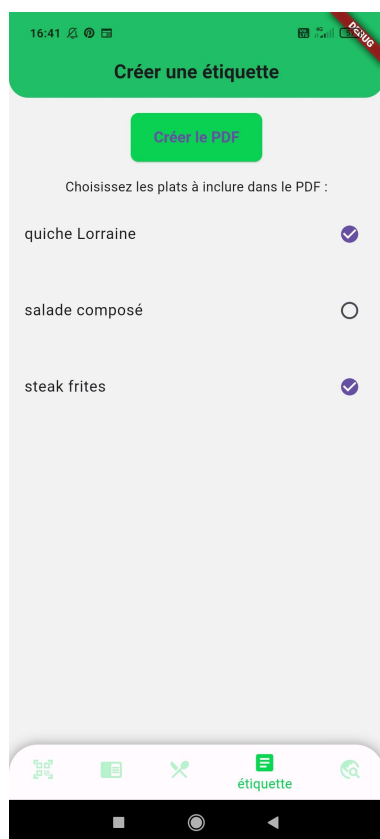 16:41
DEBUG
Créer une étiquette
Créer le PDF
Choisissez les plats à inclure dans le PDF :
quiche Lorraine
salade composé
steak frites
étiquette